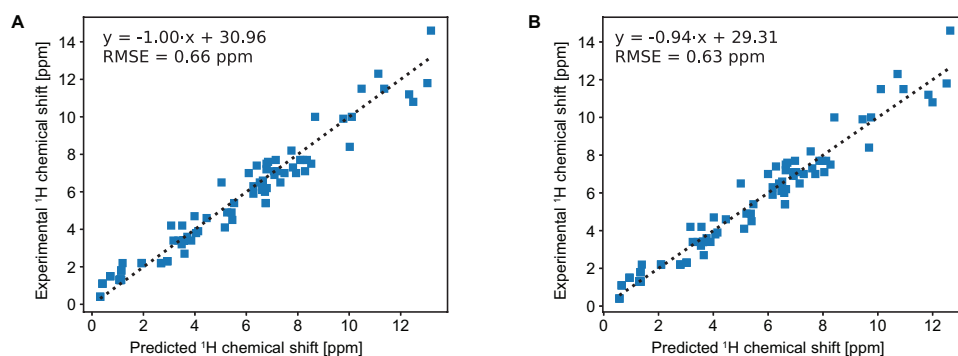 A
y = -1.00·x + 30.96
RMSE = 0.66 ppm
Experimental ¹H chemical shift [ppm]
14
12
10
8
6
4
2
0
0 2 4 6 8 10 12
Predicted ¹H chemical shift [ppm]
B
y = -0.94·x + 29.31
RMSE = 0.63 ppm
Experimental ¹H chemical shift [ppm]
14
12
10
8
6
4
2
0
0 2 4 6 8 10 12
Predicted ¹H chemical shift [ppm]